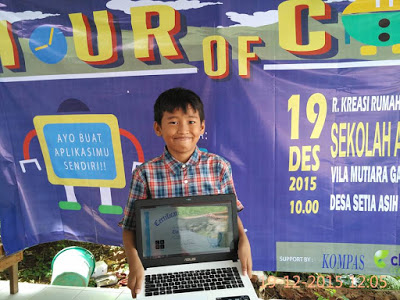 OUR OF C
AYO BUAT
APLIKASIMU
SENDIRI!!
19
DES
2015
10.00
R. KREASI RUMAH
SEKOLAH A
VILA MUTIARA GA
DESA SETIA ASIH
SUPPORT BY :
KOMPAS
ASUS
12-2015 12:05